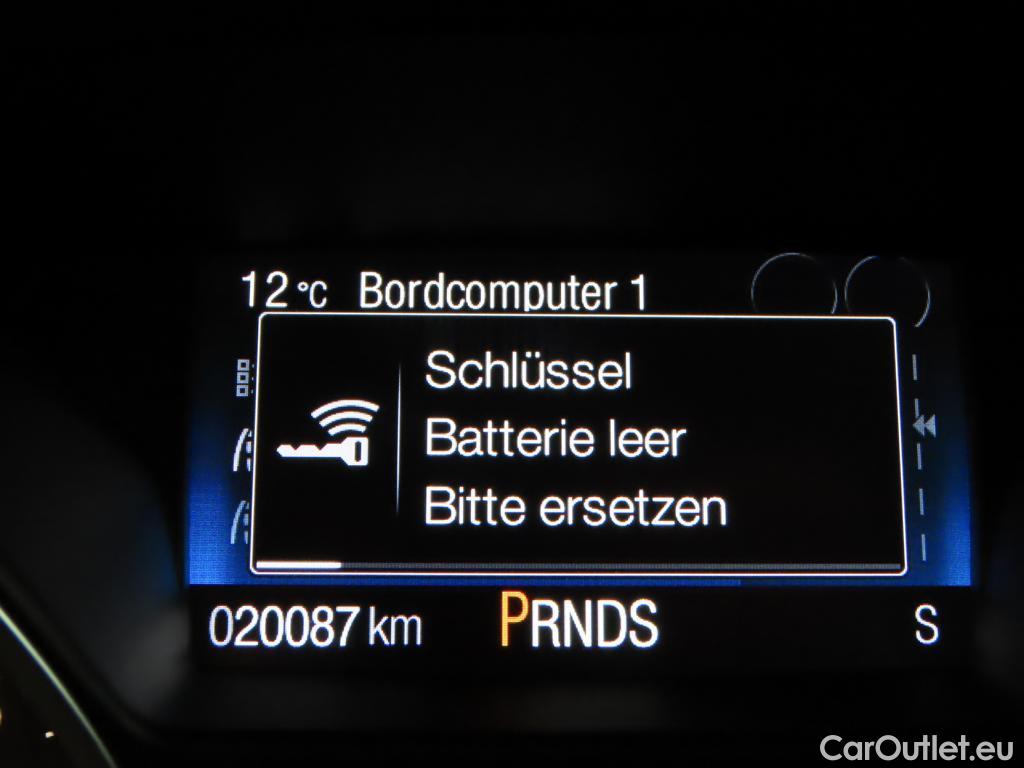 12 °C Bordcomputer 1
Schlüssel
Batterie leer
Bitte ersetzen
020087 km PRNDS S
CarOutlet.eu